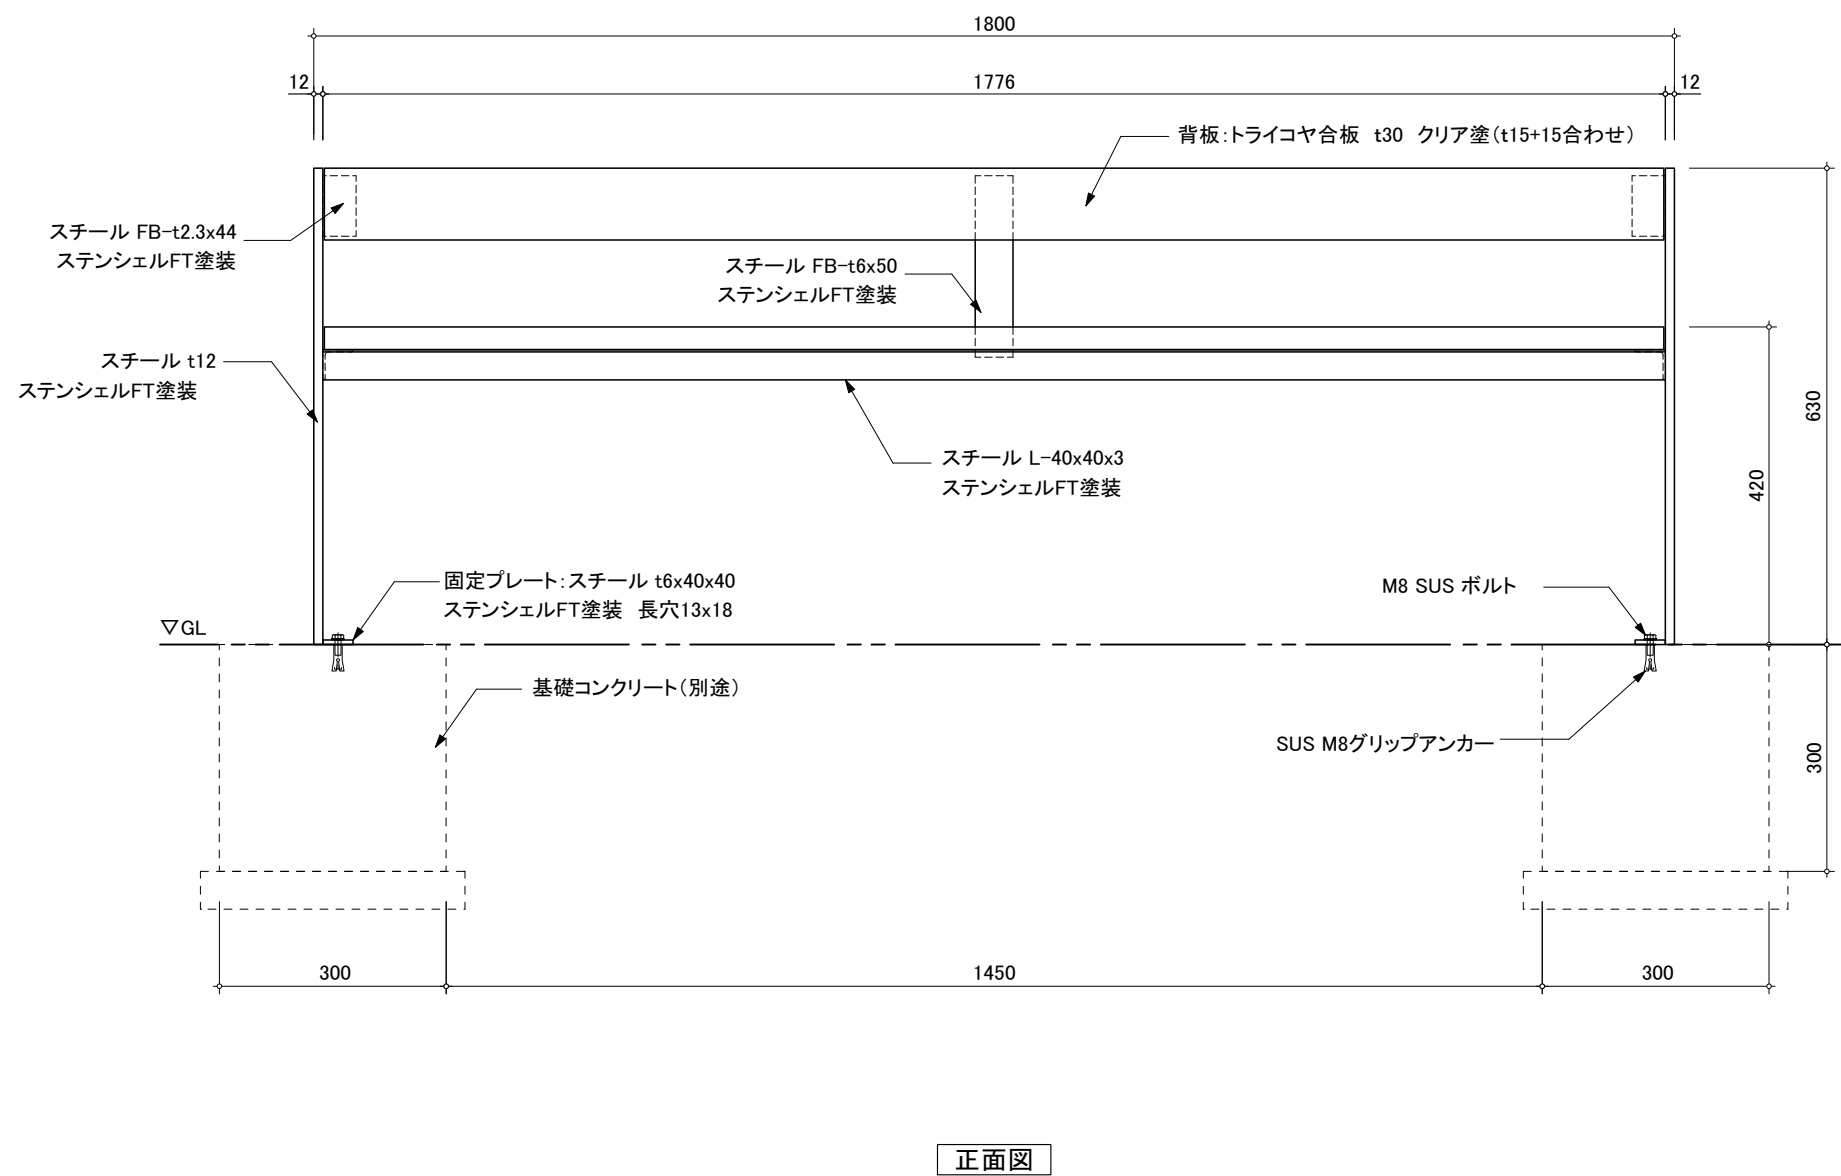 1800
12
1776
12
背板:トライコヤ合板 t30 クリア塗(t15+15合わせ)
スチール FB-t2.3x44
ステンシェルFT塗装
スチール FB-t6x50
ステンシェルFT塗装
スチール t12
ステンシェルFT塗装
630
420
スチール L-40x40x3
ステンシェルFT塗装
固定プレート:スチール t6x40x40
ステンシェルFT塗装 長穴13x18
M8 SUS ボルト
▽GL
基礎コンクリート(別途)
SUS M8グリップアンカー
300
300
1450
300
正面図